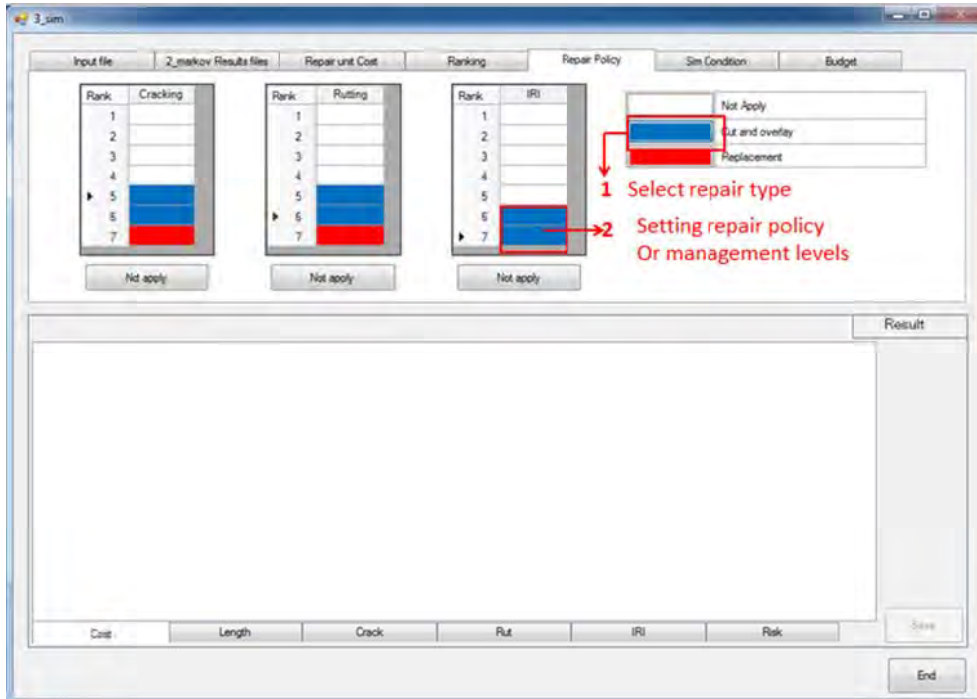 3_sim
Input file 2_markov Results files Repair unit Cost Ranking Repair Policy Sim Condition Budget
Rank Cracking
1
2
3
4
5
6
7
Not apply
Rank Rutting
1
2
3
4
5
6
7
Not apply
Rank IRI
1
2
3
4
5
6
7
Not apply
Not Apply
Cut and overlay
Replacement
1 Select repair type
2 Setting repair policy
Or management levels
Result
Cost Length Crack Rut IRI Risk
Save
End